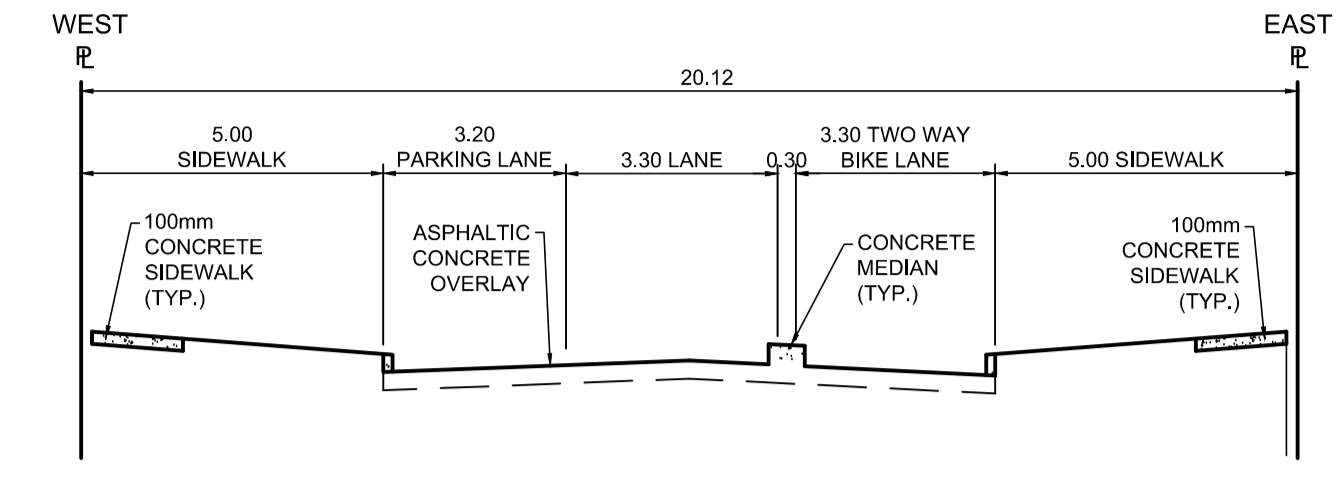 WEST
EAST
℄
℄
20.12
5.00
SIDEWALK
3.20
PARKING LANE
3.30 LANE
0.30
3.30 TWO WAY
BIKE LANE
5.00 SIDEWALK
100mm
CONCRETE
SIDEWALK
(TYP.)
ASPHALTIC
CONCRETE
OVERLAY
CONCRETE
MEDIAN
(TYP.)
100mm
CONCRETE
SIDEWALK
(TYP.)